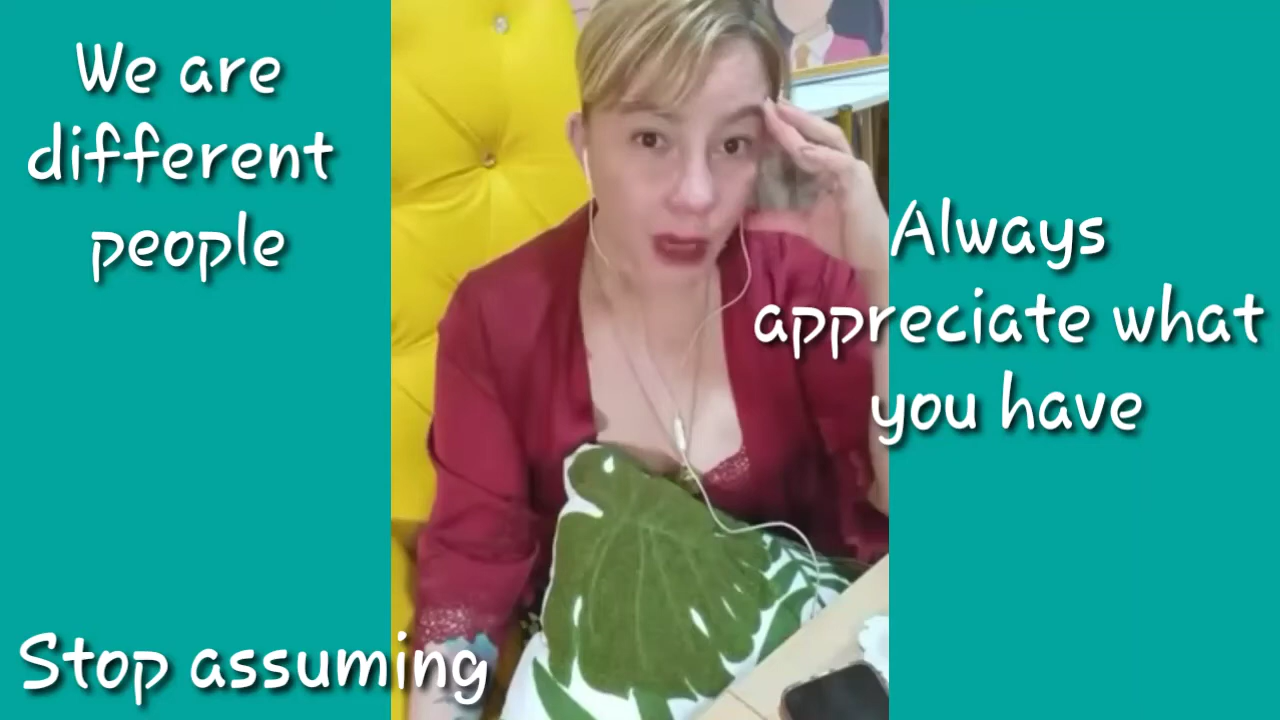 We are
different
people
Always
appreciate what
you have
Stop assuming